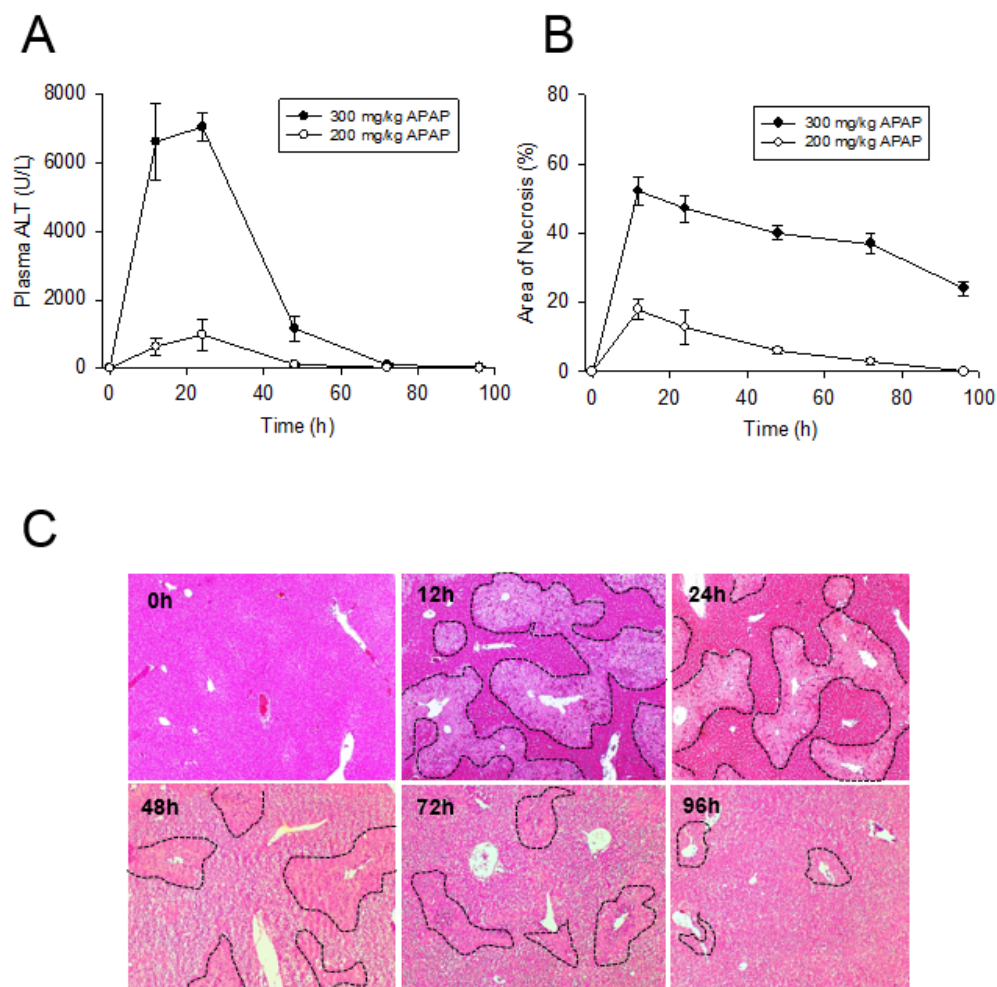 A
8000
6000
4000
2000
0
Plasma ALT (U/L)
300 mg/kg APAP
200 mg/kg APAP
0 20 40 60 80 100
Time (h)
B
80
60
40
20
0
Area of Necrosis (%)
300 mg/kg APAP
200 mg/kg APAP
0 20 40 60 80 100
Time (h)
C
0h
12h
24h
48h
72h
96h